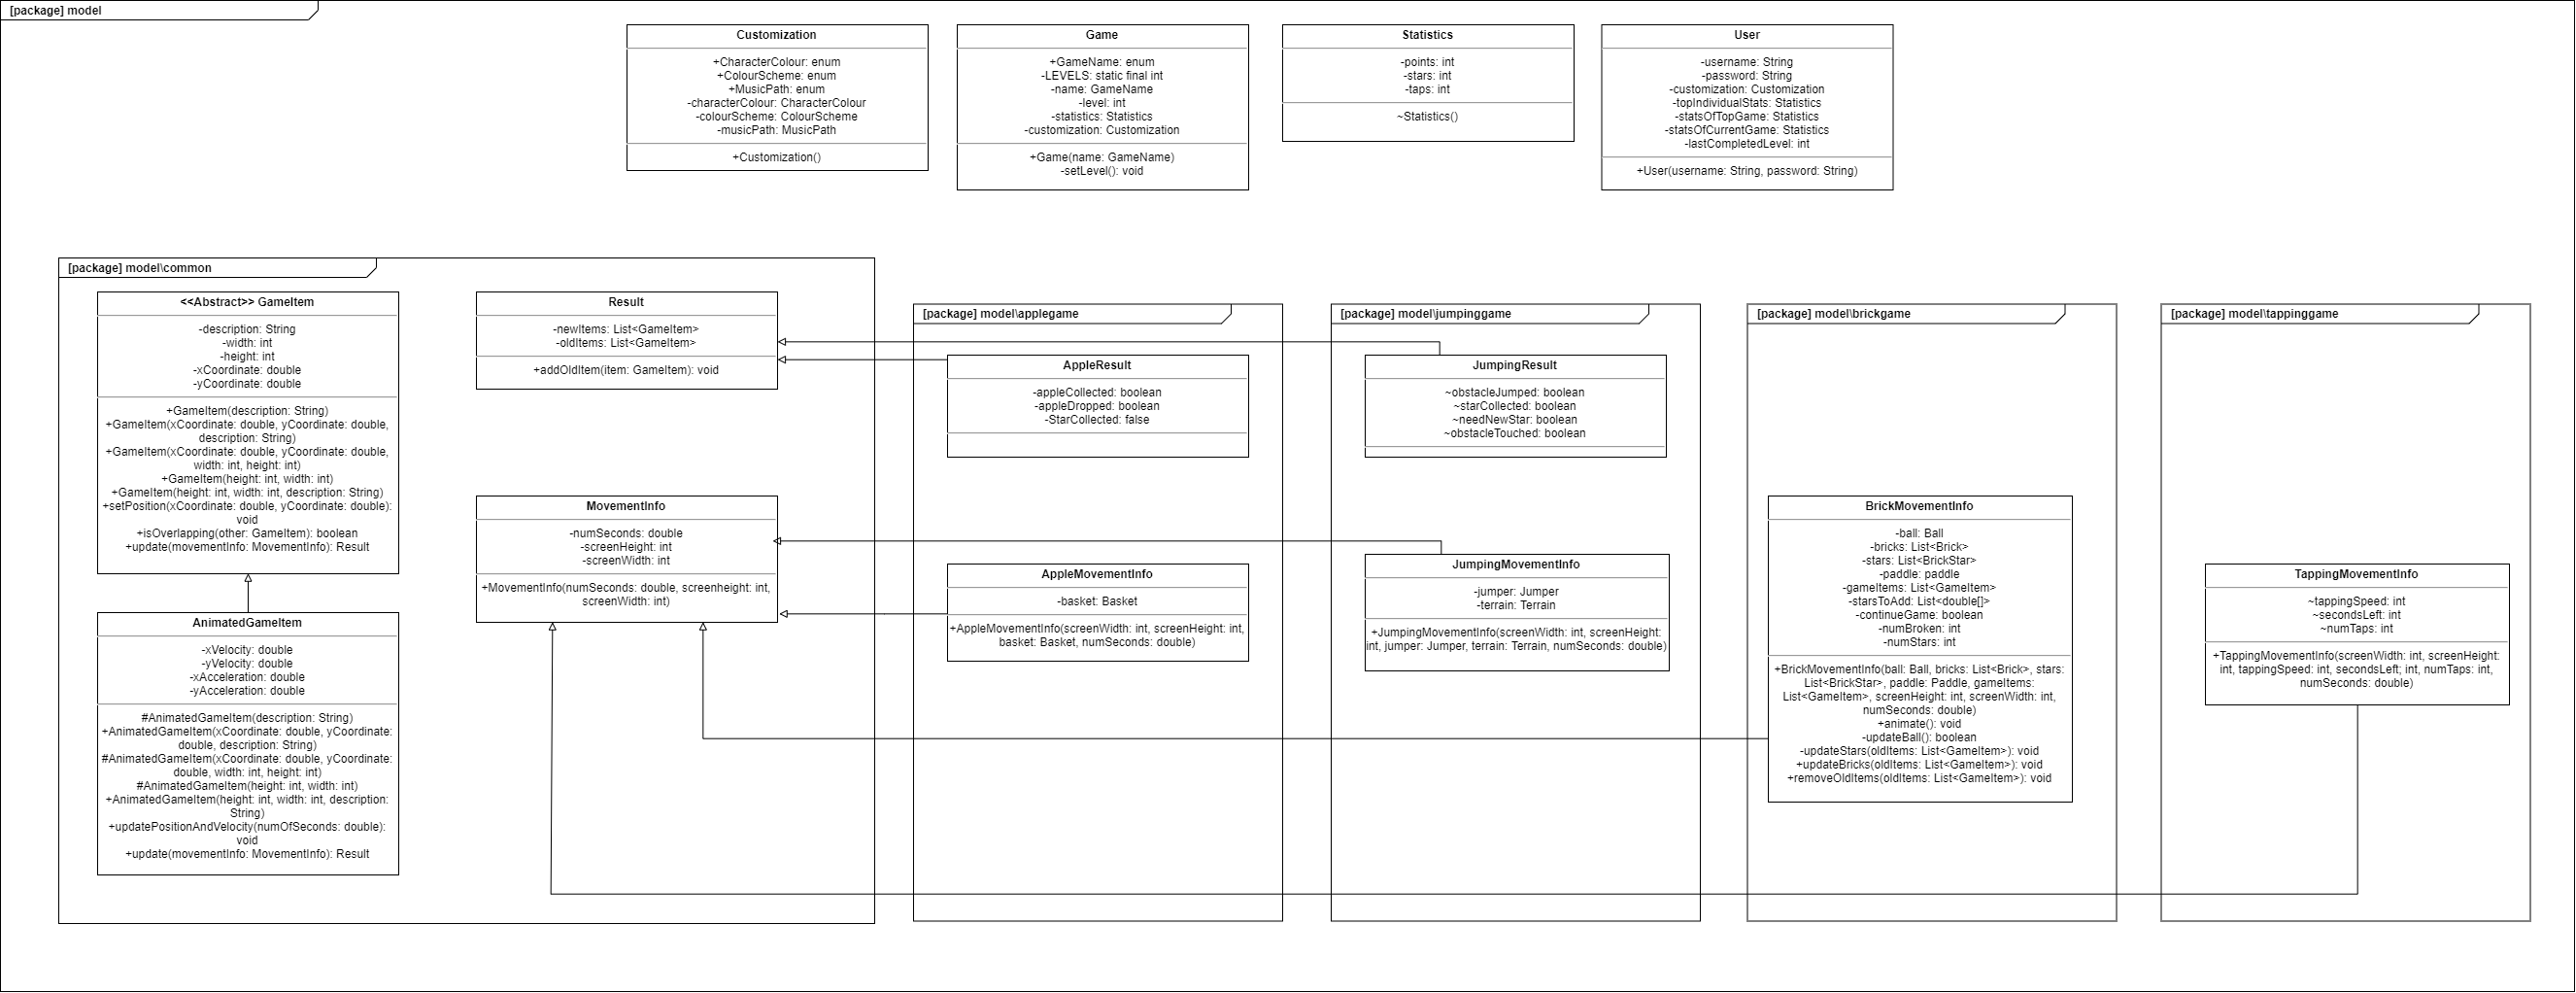 [package] model
Customization
+CharacterColour: enum
+ColourScheme: enum
+MusicPath: enum
-characterColour: CharacterColour
-colourScheme: ColourScheme
-musicPath: MusicPath
+Customization()
Game
+GameName: enum
-LEVELS: static final int
-name: GameName
-level: int
-statistics: Statistics
-customization: Customization
+Game(name: GameName)
-setLevel(): void
Statistics
-points: int
-stars: int
-taps: int
~Statistics()
User
-username: String
-password: String
-customization: Customization
-topIndividualStats: Statistics
-statsOfTopGame: Statistics
-statsOfCurrentGame: Statistics
-lastCompletedLevel: int
+User(username: String, password: String)
[package] model\common
<<Abstract>> GameItem
-description: String
-width: int
-height: int
-xCoordinate: double
-yCoordinate: double
+GameItem(description: String)
+GameItem(xCoordinate: double, yCoordinate: double,
description: String)
+GameItem(xCoordinate: double, yCoordinate: double,
width: int, height: int)
+GameItem(height: int, width: int)
+GameItem(height: int, width: int, description: String)
+setPosition(xCoordinate: double, yCoordinate: double):
void
+isOverlapping(other: GameItem): boolean
+update(movementInfo: MovementInfo): Result
AnimatedGameItem
-xVelocity: double
-yVelocity: double
-xAcceleration: double
-yAcceleration: double
#AnimatedGameItem(description: String)
+AnimatedGameItem(xCoordinate: double, yCoordinate:
double, description: String)
#AnimatedGameItem(xCoordinate: double, yCoordinate:
double, width: int, height: int)
#AnimatedGameItem(height: int, width: int)
+AnimatedGameItem(height: int, width: int, description:
String)
+updatePositionAndVelocity(numOfSeconds: double):
void
+update(movementInfo: MovementInfo): Result
Result
-newItems: List<GameItem>
-oldItems: List<GameItem>
+addOldItem(item: GameItem): void
MovementInfo
-numSeconds: double
-screenHeight: int
-screenWidth: int
+MovementInfo(numSeconds: double, screenheight: int,
screenWidth: int)
[package] model\applegame
AppleResult
-appleCollected: boolean
-appleDropped: boolean
-StarCollected: false
AppleMovementInfo
-basket: Basket
+AppleMovementInfo(screenWidth: int, screenHeight: int,
basket: Basket, numSeconds: double)
[package] model\jumpinggame
JumpingResult
~obstacleJumped: boolean
~starCollected: boolean
~needNewStar: boolean
~obstacleTouched: boolean
JumpingMovementInfo
-jumper: Jumper
-terrain: Terrain
+JumpingMovementInfo(screenWidth: int, screenHeight:
int, jumper: Jumper, terrain: Terrain, numSeconds: double)
[package] model\brickgame
BrickMovementInfo
-ball: Ball
-bricks: List<Brick>
-stars: List<BrickStar>
-paddle: paddle
-gameItems: List<GameItem>
-starsToAdd: List<double[]>
-continueGame: boolean
-numBroken: int
-numStars: int
+BrickMovementInfo(ball: Ball, bricks: List<Brick>, stars:
List<BrickStar>, paddle: Paddle, gameItems:
List<GameItem>, screenHeight: int, screenWidth: int,
numSeconds: double)
+animate(): void
-updateBall(): boolean
-updateStars(oldItems: List<GameItem>): void
+updateBricks(oldItems: List<GameItem>): void
+removeOldItems(oldItems: List<GameItem>): void
[package] model\tappinggame
TappingMovementInfo
~tappingSpeed: int
~secondsLeft: int
~numTaps: int
+TappingMovementInfo(screenWidth: int, screenHeight:
int, tappingSpeed: int, secondsLeft; int, numTaps: int,
numSeconds: double)